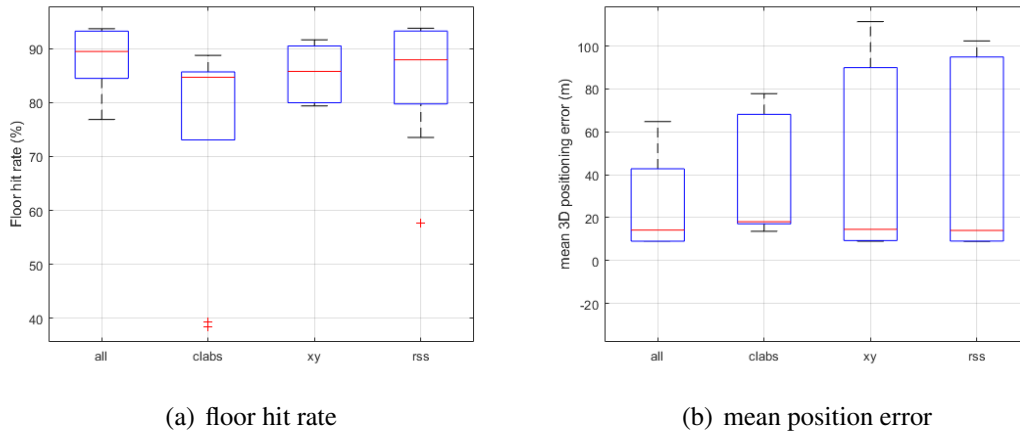 90
80
70
60
50
40
Floor hit rate (%)
all clabs xy rss
(a) floor hit rate
100
80
60
40
20
0
-20
mean 3D positioning error (m)
all clabs xy rss
(b) mean position error